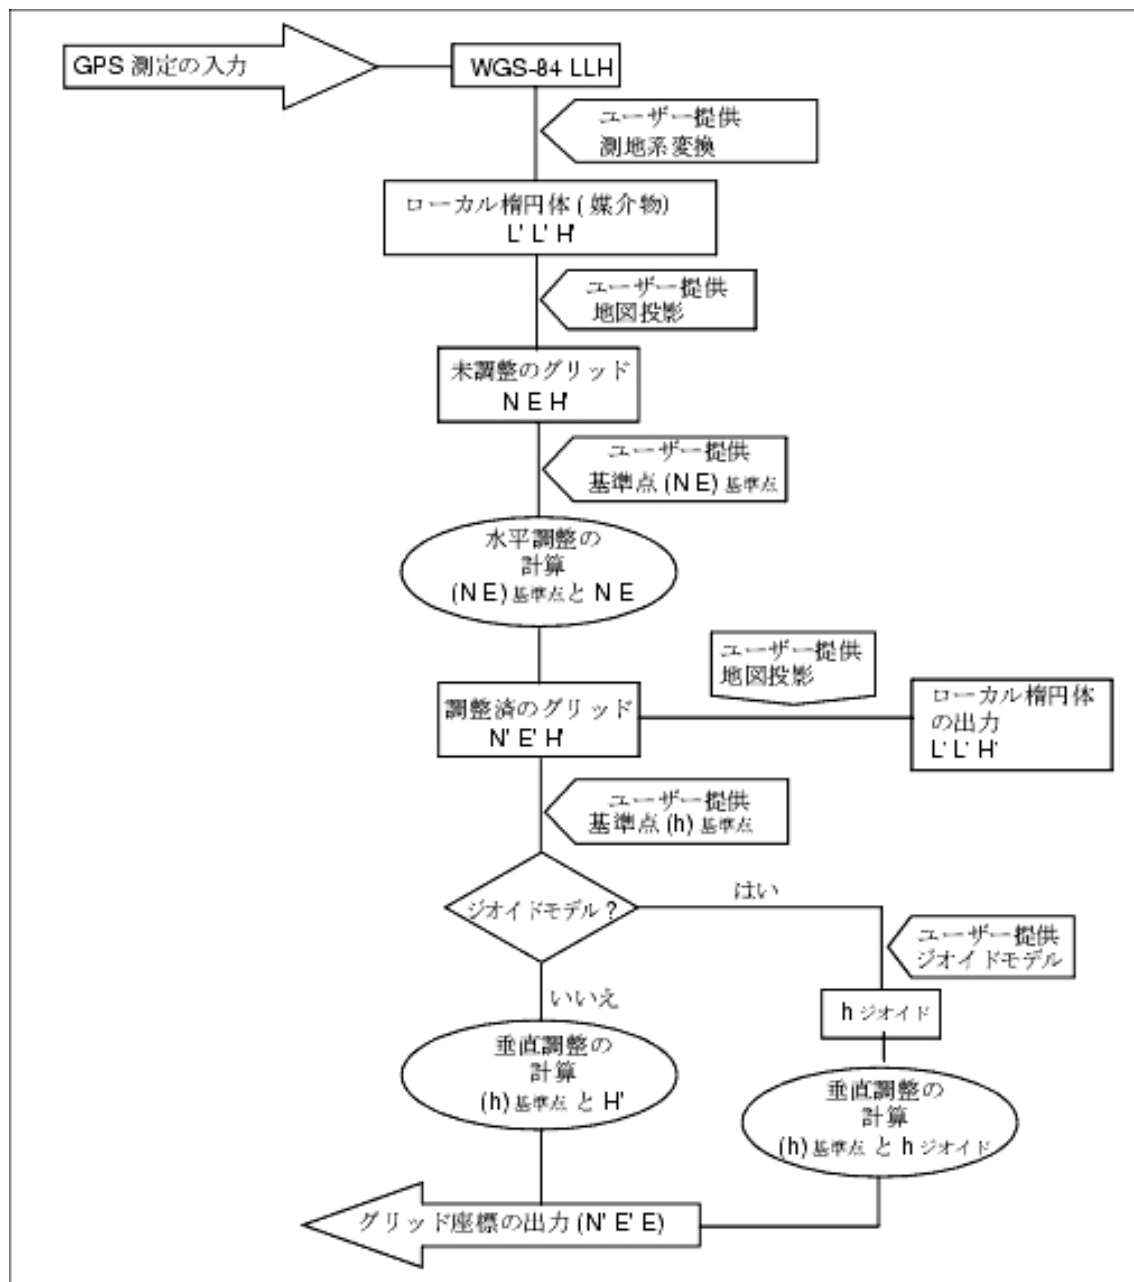 GPS 測定の入力
WGS-84 LLH
ユーザー提供
測地系変換
ローカル楕円体 ( 媒介物)
L' L' H'
ユーザー提供
地図投影
未調整のグリッド
N E H'
ユーザー提供
基準点 (N E) 基準点
水平調整の
計算
(N E) 基準点 と N E
ユーザー提供
地図投影
調整済のグリッド
N' E' H'
ローカル楕円体
の出力
L' L' H'
ユーザー提供
基準点 (h) 基準点
ジオイドモデル ?
はい
ユーザー提供
ジオイドモデル
いいえ
h ジオイド
垂直調整の
計算
(h) 基準点 と H'
垂直調整の
計算
(h) 基準点 と h ジオイド
グリッド座標の出力 (N' E' E)